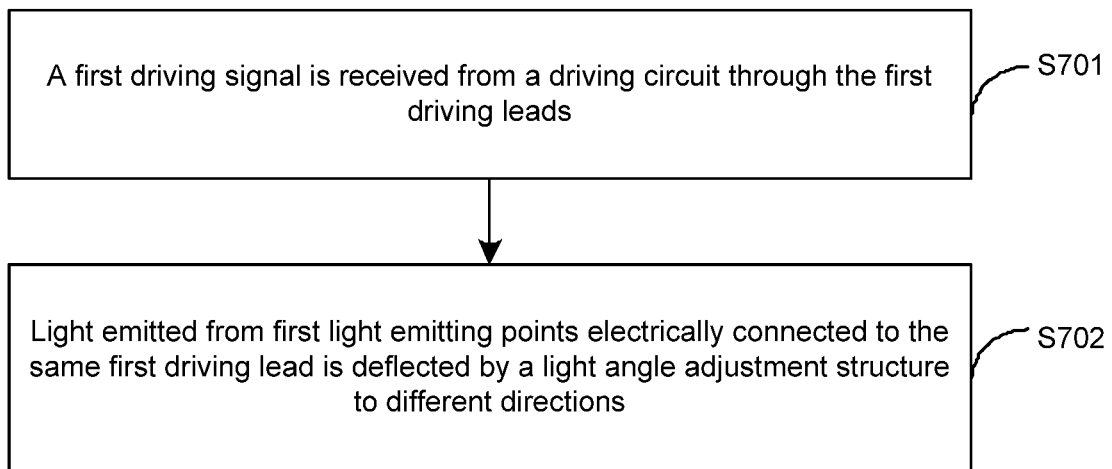 A first driving signal is received from a driving circuit through the first
driving leads
S701
Light emitted from first light emitting points electrically connected to the
same first driving lead is deflected by a light angle adjustment structure
to different directions
S702